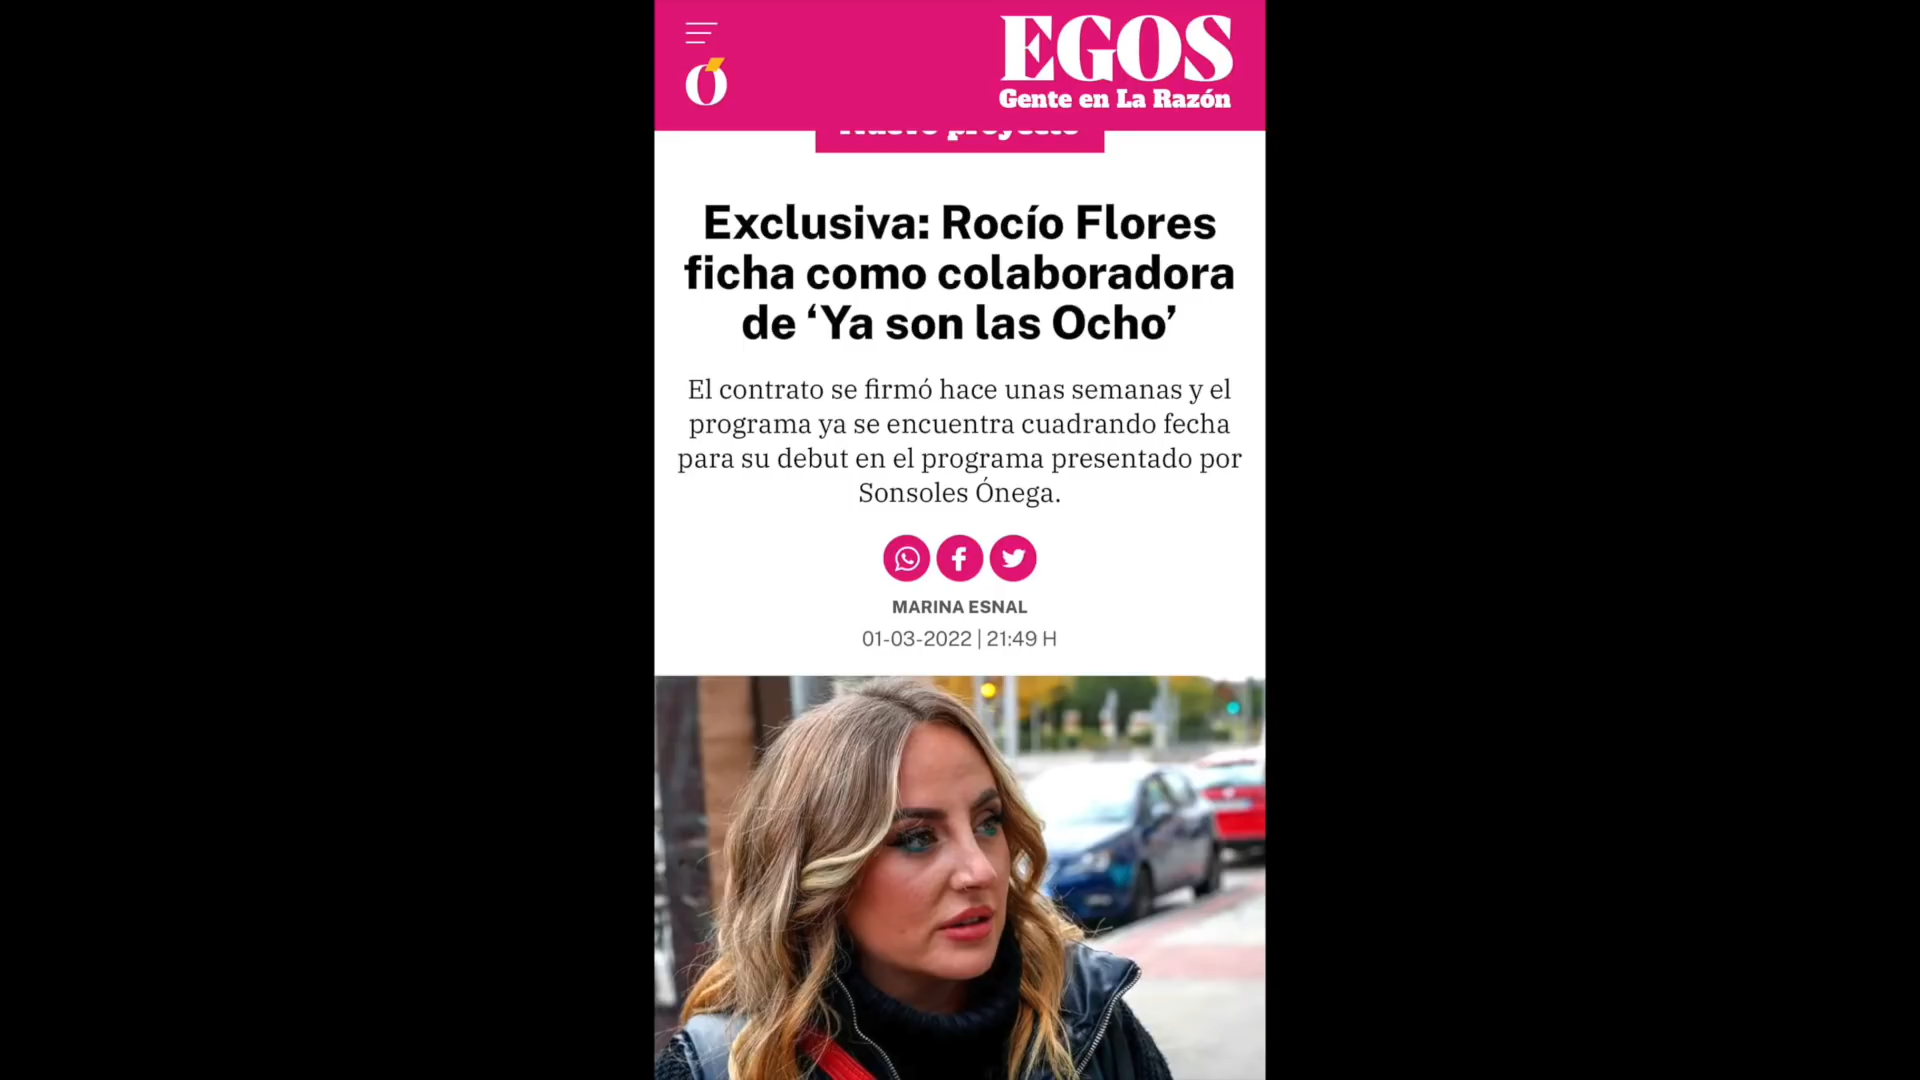 EGOS
Gente en La Razón
Nuevo proyecto
Exclusiva: Rocío Flores
ficha como colaboradora
de ‘Ya son las Ocho’
El contrato se firmó hace unas semanas y el
programa ya se encuentra cuadrando fecha
para su debut en el programa presentado por
Sonsoles Ónega.
MARINA ESNAL
01-03-2022 | 21:49 H